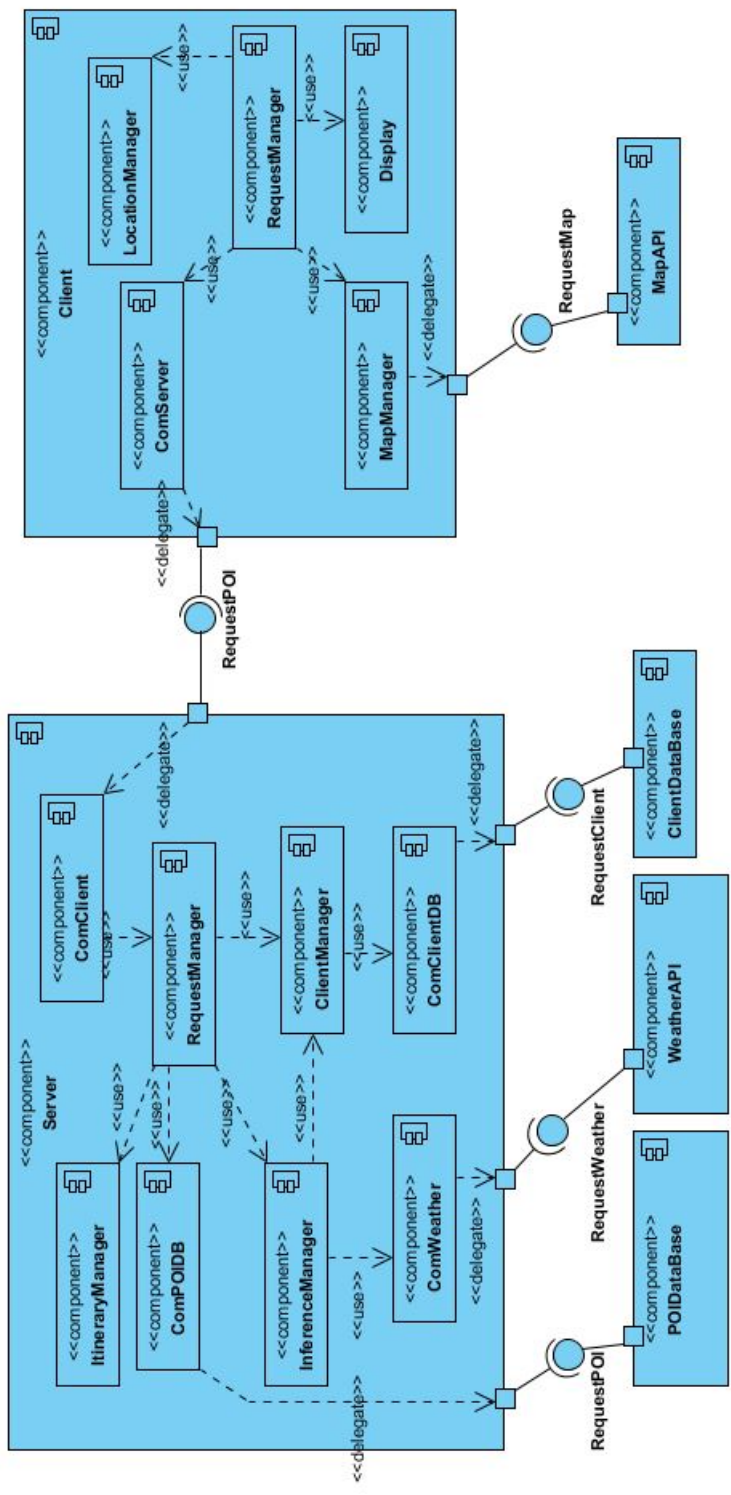 <<component>>
Server
<<component>>
ItineraryManager
<<component>>
ComPOIDB
<<component>>
InferenceManager
<<component>>
ComWeather
<<component>>
ComClient
<<component>>
RequestManager
<<component>>
ClientManager
<<component>>
ComClientDB
<<use>>
<<use>>
<<use>>
<<use>>
<<use>>
<<use>>
<<use>>
<<use>>
<<delegate>>
<<delegate>>
<<delegate>>
<<delegate>>
RequestPOI
RequestWeather
RequestClient
<<component>>
POIDataBase
<<component>>
WeatherAPI
<<component>>
ClientDataBase
RequestPOI
<<component>>
Client
<<component>>
ComServer
<<component>>
LocationManager
<<component>>
RequestManager
<<component>>
MapManager
<<component>>
Display
<<use>>
<<use>>
<<use>>
<<use>>
<<delegate>>
<<delegate>>
RequestMap
<<component>>
MapAPI